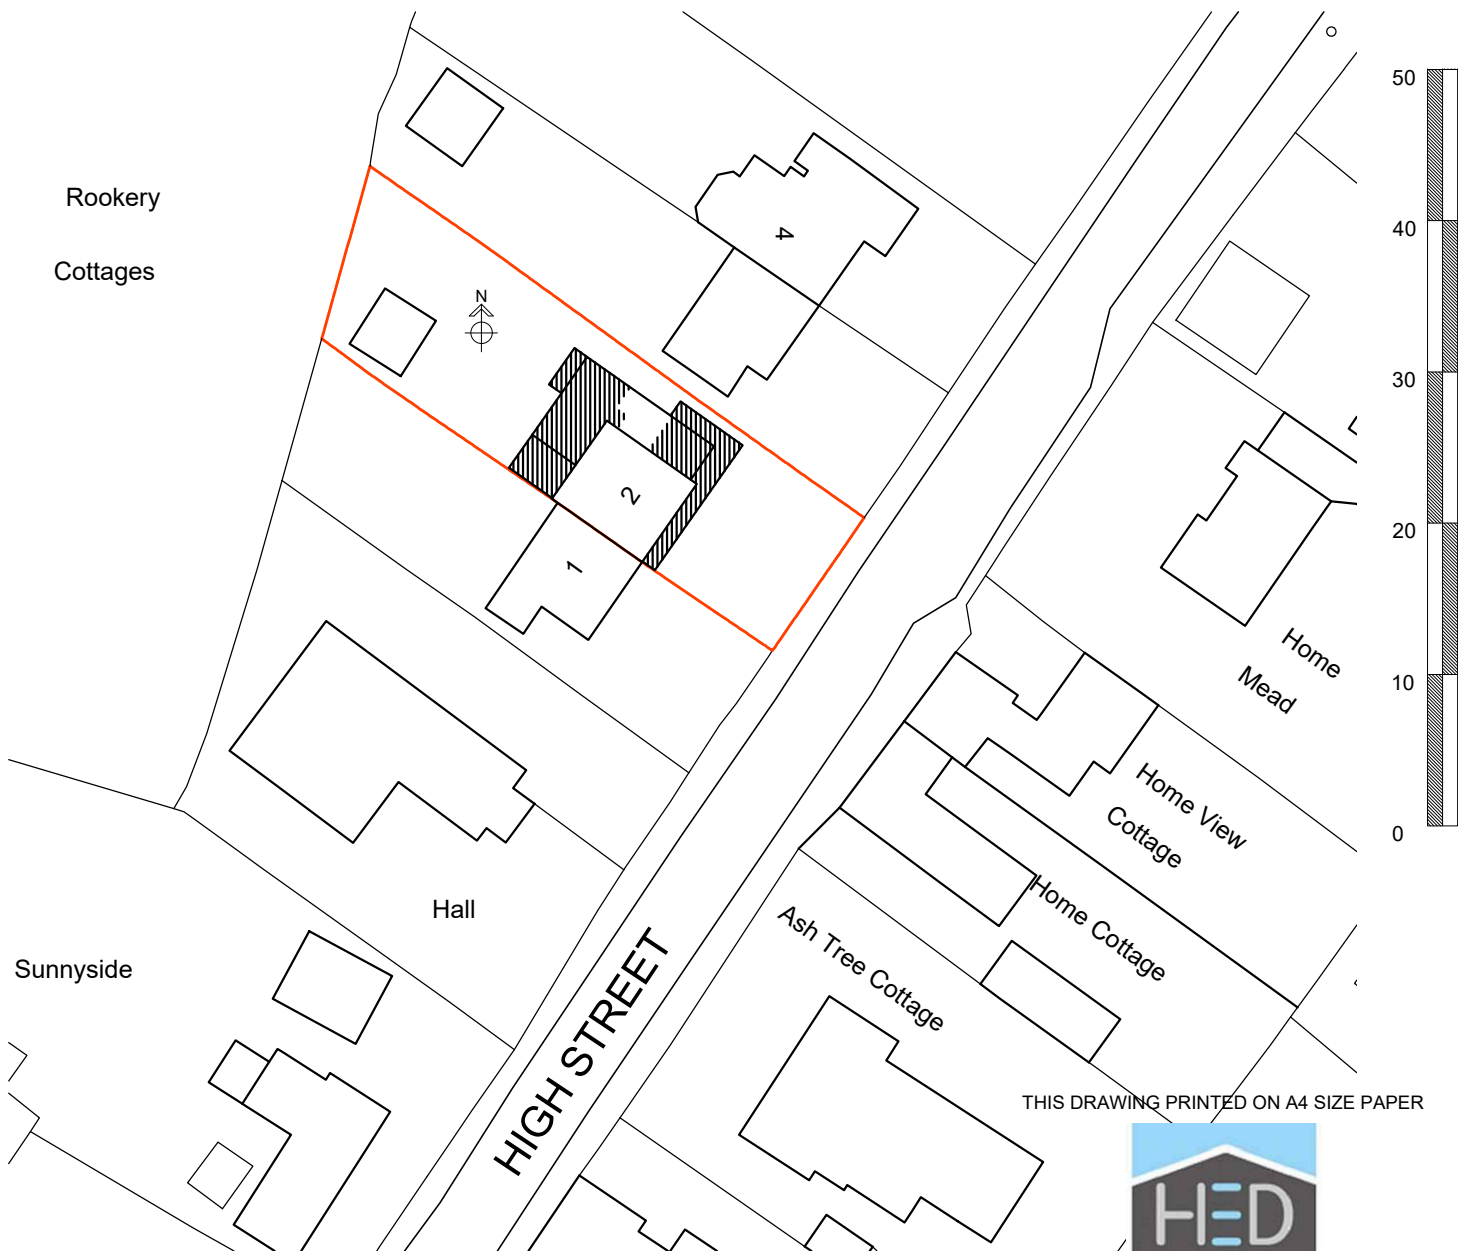 Rookery
Cottages
N
4
2
1
50
40
30
20
10
0
Home
Mead
Home View
Cottage
Home Cottage
Ash Tree Cottage
Hall
Sunnyside
HIGH STREET
THIS DRAWING PRINTED ON A4 SIZE PAPER
HED